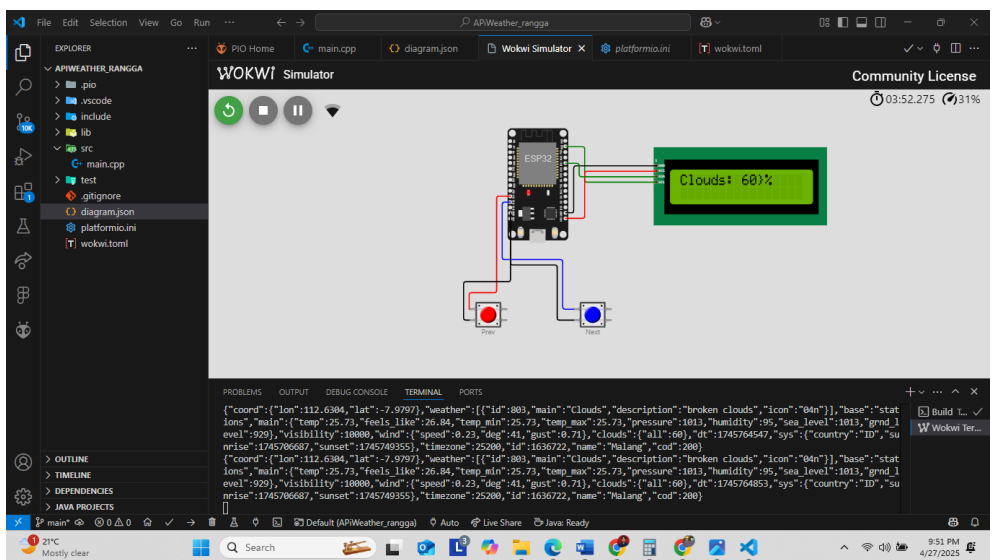 File Edit Selection View Go Run ··· APiWeather_rangga
EXPLORER ···
PIO Home main.cpp diagram.json Wokwi Simulator platformio.ini wokwi.toml
APIWEATHER_RANGGA
.pio
.vscode
include
lib
src
main.cpp
test
.gitignore
diagram.json
platformio.ini
wokwi.toml
10K
1
WOKWI Simulator
Community License
03:52.275 31%
ESP32
Clouds: 60}%
Prev
Next
PROBLEMS OUTPUT DEBUG CONSOLE TERMINAL PORTS
{"coord":{"lon":112.6304,"lat":-7.9797},"weather":[{"id":803,"main":"Clouds","description":"broken clouds","icon":"04n"}],"base":"stat
ions","main":{"temp":25.73,"feels_like":26.84,"temp_min":25.73,"temp_max":25.73,"pressure":1013,"humidity":95,"sea_level":1013,"grnd_l
evel":929},"visibility":10000,"wind":{"speed":0.23,"deg":41,"gust":0.71},"clouds":{"all":60},"dt":1745764547,"sys":{"country":"ID","su
nrise":1745706687,"sunset":1745749355},"timezone":25200,"id":1636722,"name":"Malang","cod":200}
{"coord":{"lon":112.6304,"lat":-7.9797},"weather":[{"id":803,"main":"Clouds","description":"broken clouds","icon":"04n"}],"base":"stat
ions","main":{"temp":25.73,"feels_like":26.84,"temp_min":25.73,"temp_max":25.73,"pressure":1013,"humidity":95,"sea_level":1013,"grnd_l
evel":929},"visibility":10000,"wind":{"speed":0.23,"deg":41,"gust":0.71},"clouds":{"all":60},"dt":1745764853,"sys":{"country":"ID","su
nrise":1745706687,"sunset":1745749355},"timezone":25200,"id":1636722,"name":"Malang","cod":200}
Build T...
Wokwi Ter...
OUTLINE
TIMELINE
DEPENDENCIES
JAVA PROJECTS
main* 0 0 0 Default (APiWeather_rangga) Auto Live Share Java: Ready
21°C
Mostly clear
Search
9:51 PM
4/27/2025